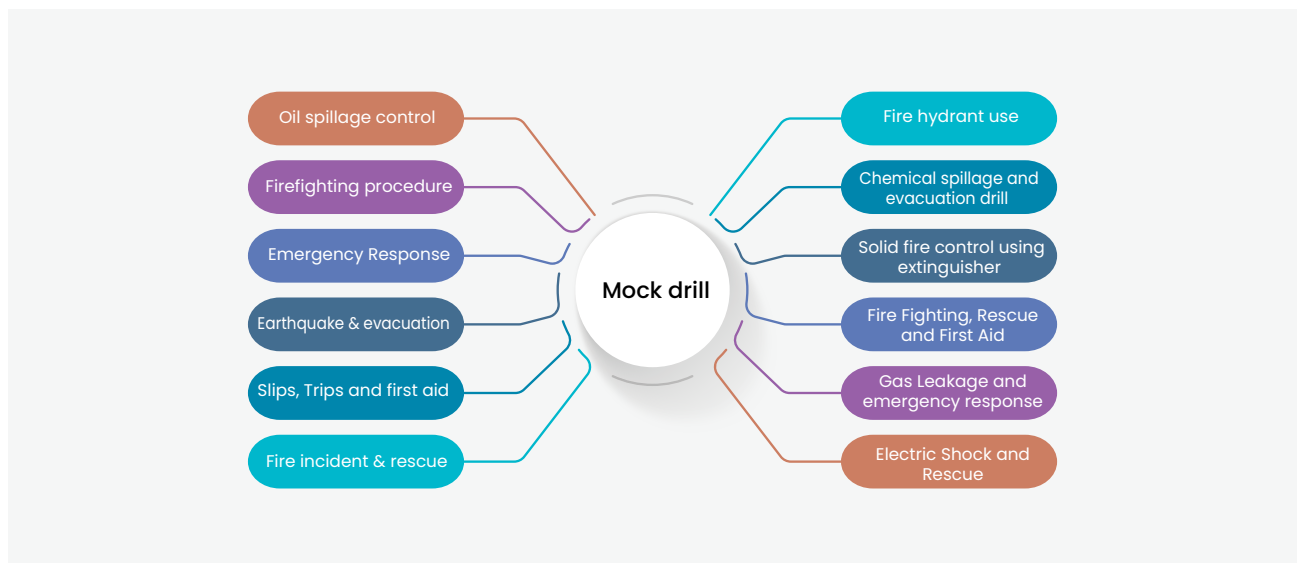 Oil spillage control
Firefighting procedure
Emergency Response
Earthquake & evacuation
Slips, Trips and first aid
Fire incident & rescue
Mock drill
Fire hydrant use
Chemical spillage and
evacuation drill
Solid fire control using
extinguisher
Fire Fighting, Rescue
and First Aid
Gas Leakage and
emergency response
Electric Shock and
Rescue